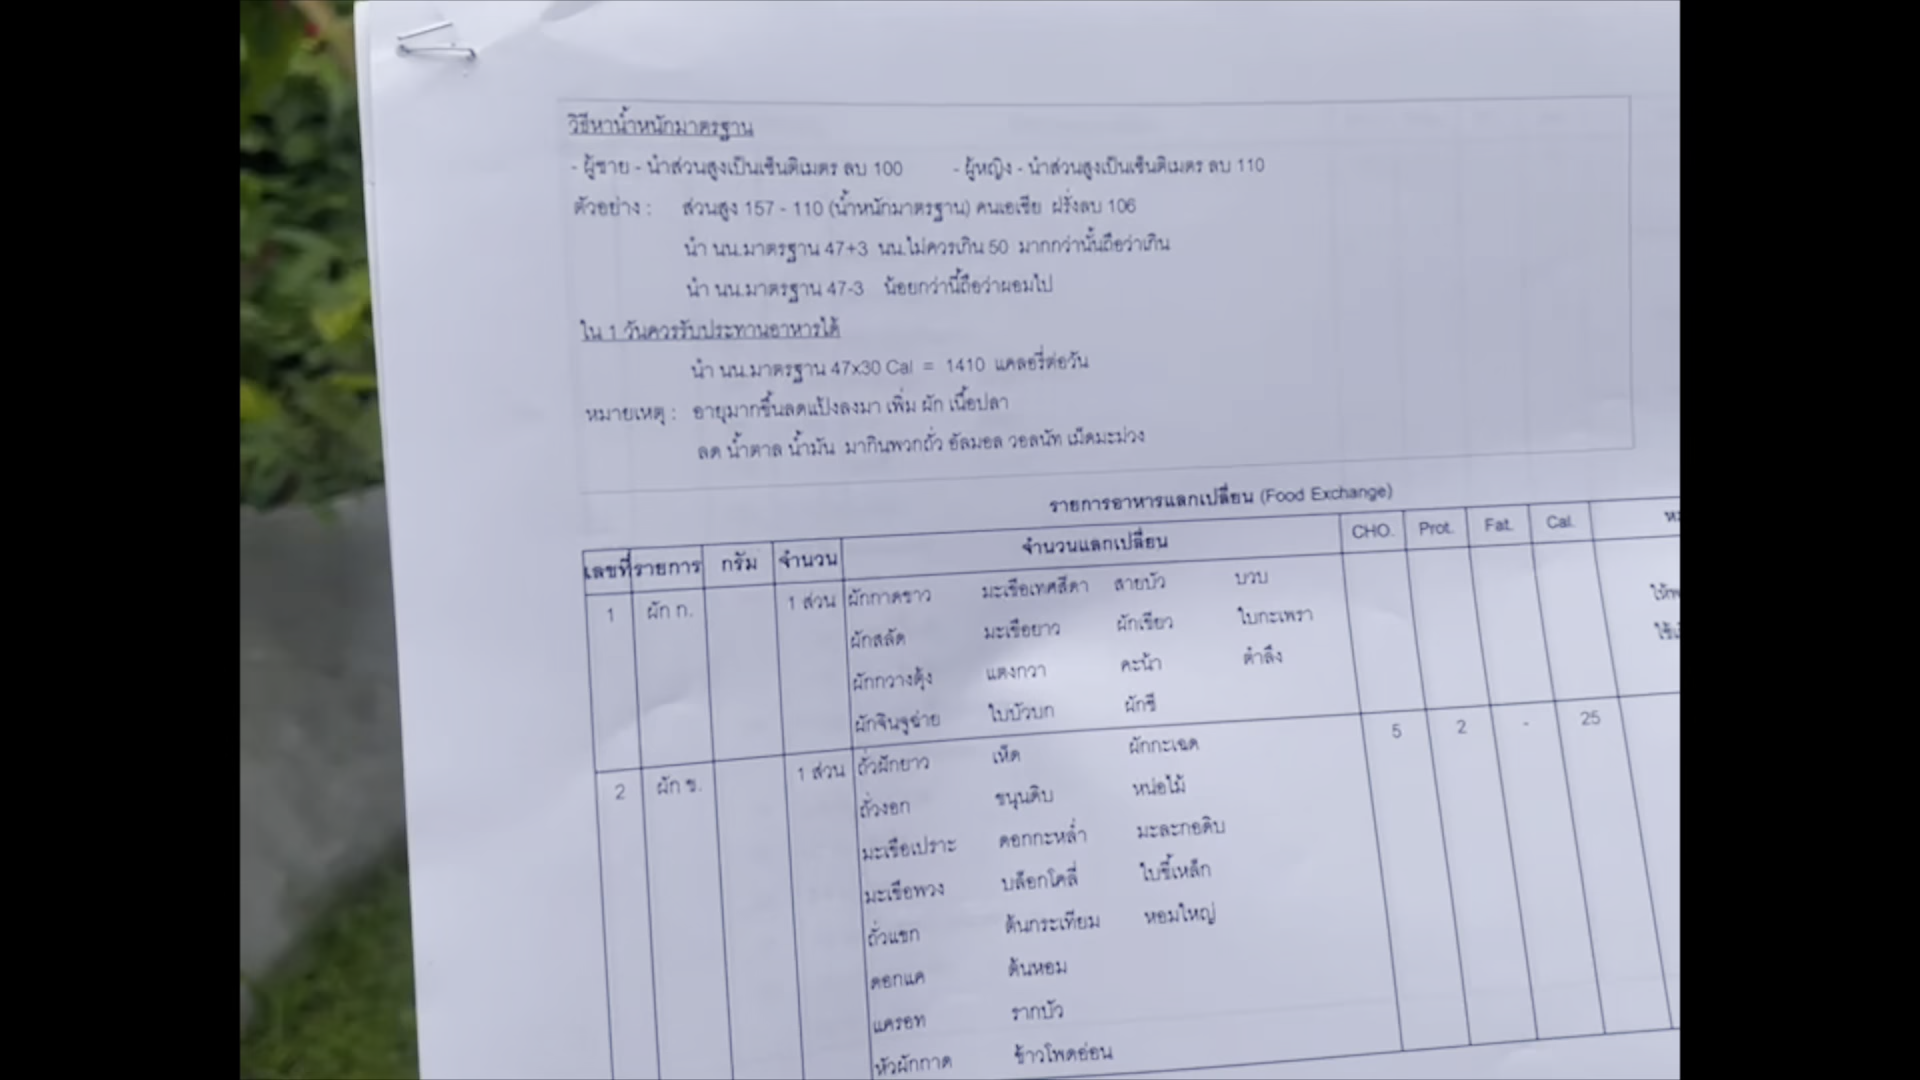 วิธีหาน้ำหนักมาตรฐาน
- ผู้ชาย - นำส่วนสูงเป็นเซ็นติเมตร ลบ 100 - ผู้หญิง - นำส่วนสูงเป็นเซ็นติเมตร ลบ 110
ตัวอย่าง : ส่วนสูง 157 - 110 (น้ำหนักมาตรฐาน) คนเอเซีย ฝรั่งลบ 106
นำ นน.มาตรฐาน 47+3 นน.ไม่ควรเกิน 50 มากกว่านั้นถือว่าเกิน
นำ นน.มาตรฐาน 47-3 น้อยกว่านี้ถือว่าผอมไป
ใน 1 วันควรรับประทานอาหารได้
นำ นน.มาตรฐาน 47x30 Cal = 1410 แคลอรี่ต่อวัน
หมายเหตุ : อายุมากขึ้นลดแป้งลงมา เพิ่ม ผัก เนื้อปลา
ลด น้ำตาล น้ำมัน มากินพวกถั่ว อัลมอล วอลนัท เม็ดมะม่วง
รายการอาหารแลกเปลี่ยน (Food Exchange)
เลขที่ รายการ กรัม จำนวน จำนวนแลกเปลี่ยน CHO. Prot. Fat. Cal.
1 ผัก ก. 1 ส่วน ผักกาดขาว มะเขือเทศสีดา สายบัว บวบ
ผักสลัด มะเขือยาว ผักเขียว ใบกะเพรา
ผักกวางตุ้ง แตงกวา คะน้า ตำลึง
ผักจินจูฉ่าย ใบบัวบก ผักชี
2 ผัก ข. 1 ส่วน ถั่วฝักยาว เห็ด ผักกะเฉด 5 2 - 25
ถั่วงอก ขนุนดิบ หน่อไม้
มะเขือเปราะ ดอกกะหล่ำ มะละกอดิบ
มะเขือพวง บล็อกโคลี่ ใบขี้เหล็ก
ถั่วแขก ต้นกระเทียม หอมใหญ่
ดอกแค ต้นหอม
แครอท รากบัว
หัวผักกาด ข้าวโพดอ่อน